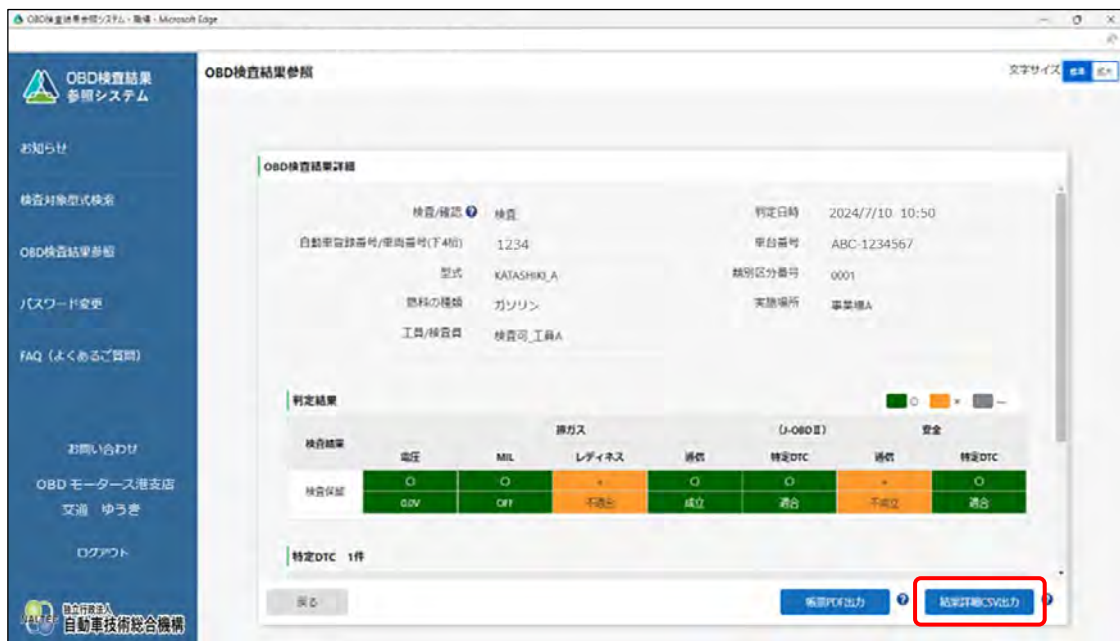 OBD検査結果参照システム - 職場 - Microsoft Edge
OBD検査結果
参照システム
お知らせ
検査対象型式検索
OBD検査結果参照
パスワード変更
FAQ（よくあるご質問）
お問い合わせ
OBD モータース港支店
交通 ゆうき
ログアウト
独立行政法人
自動車技術総合機構
NALTEC
OBD検査結果参照
文字サイズ 標準 拡大
OBD検査結果詳細
検査/確認 ? 検査 判定日時 2024/7/10 10:50
自動車登録番号/車両番号(下4桁) 1234 車台番号 ABC-1234567
型式 KATASHIKI_A 類別区分番号 0001
燃料の種類 ガソリン 実施場所 事業場A
工員/検査員 検査可_工員A
判定結果 ○ × ―
検査結果 排ガス (J-OBDⅡ) 安全
電圧 MIL レディネス 通信 特定DTC 通信 特定DTC
検査保留 ○ ○ × ○ ○ × ○
0.0V OFF 不適合 成立 適合 不成立 適合
特定DTC 1件
戻る 帳票PDF出力 ? 結果詳細CSV出力 ?